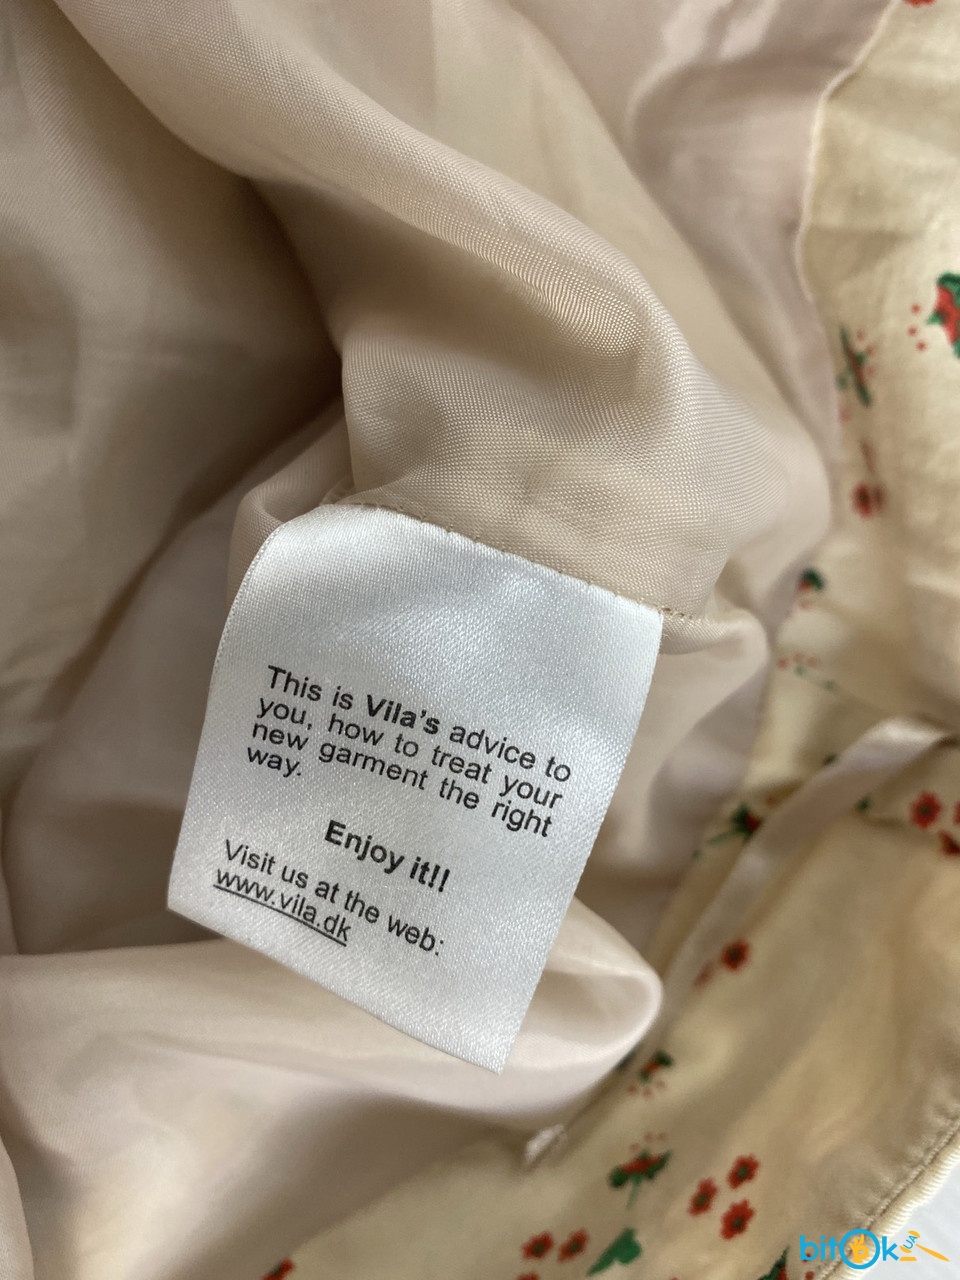 This is Vila's advice to
you, how to treat your
new garment the right
way.
Enjoy it!!
Visit us at the web:
www.vila.dk
bitOk
UA